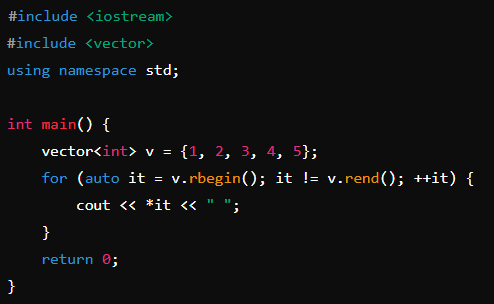 #include <iostream>
#include <vector>
using namespace std;

int main() {
    vector<int> v = {1, 2, 3, 4, 5};
    for (auto it = v.rbegin(); it != v.rend(); ++it) {
        cout << *it << " ";
    }
    return 0;
}